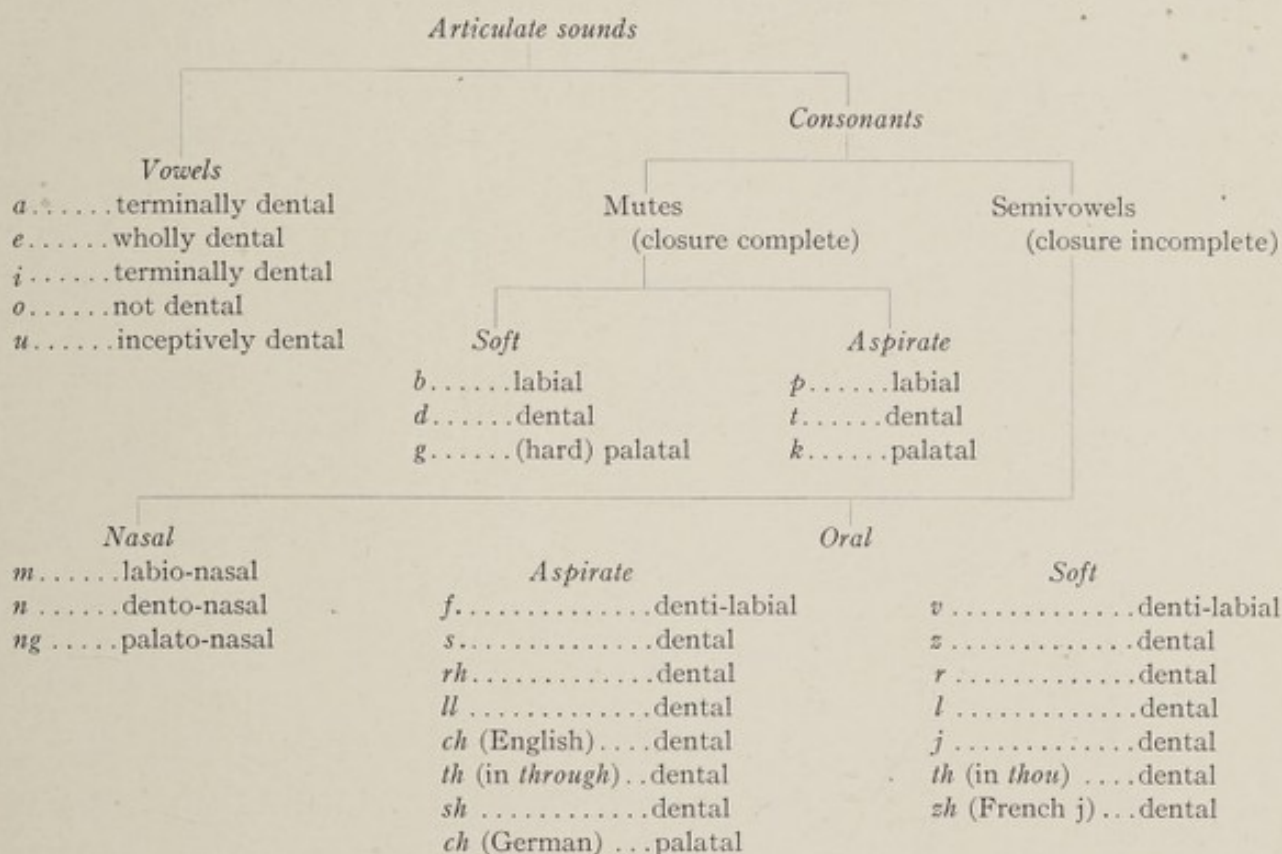 Articulate sounds
Consonants
Vowels
a......terminally dental
e......wholly dental
i......terminally dental
o......not dental
u......inceptively dental
Mutes
(closure complete)
Semivowels
(closure incomplete)
Soft
b......labial
d......dental
g......(hard) palatal
Aspirate
p......labial
t......dental
k......palatal
Nasal
m......labio-nasal
n......dento-nasal
ng.....palato-nasal
Oral
Aspirate
f..............denti-labial
s..............dental
rh.............dental
ll.............dental
ch (English)....dental
th (in through)..dental
sh............dental
ch (German)...palatal
Soft
v.............denti-labial
z.............dental
r.............dental
l.............dental
j.............dental
th (in thou)....dental
zh (French j)...dental